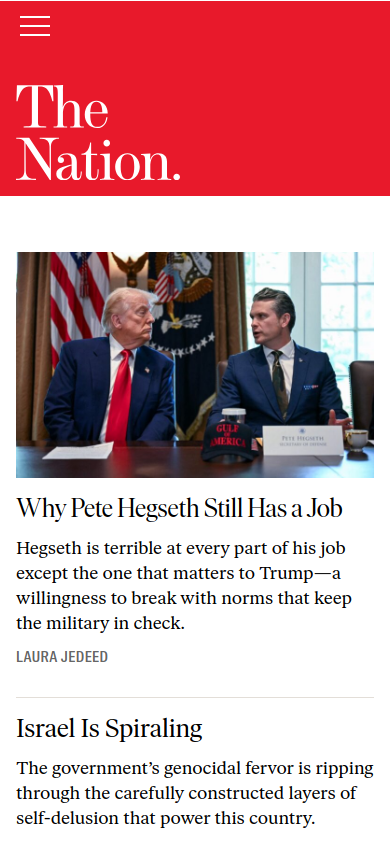 The
Nation.
GULF
OF
AMERICA
PETE HEGSETH
SECRETARY OF DEFENSE
Why Pete Hegseth Still Has a Job
Hegseth is terrible at every part of his job
except the one that matters to Trump—a
willingness to break with norms that keep
the military in check.
LAURA JEDEED
Israel Is Spiraling
The government’s genocidal fervor is ripping
through the carefully constructed layers of
self-delusion that power this country.